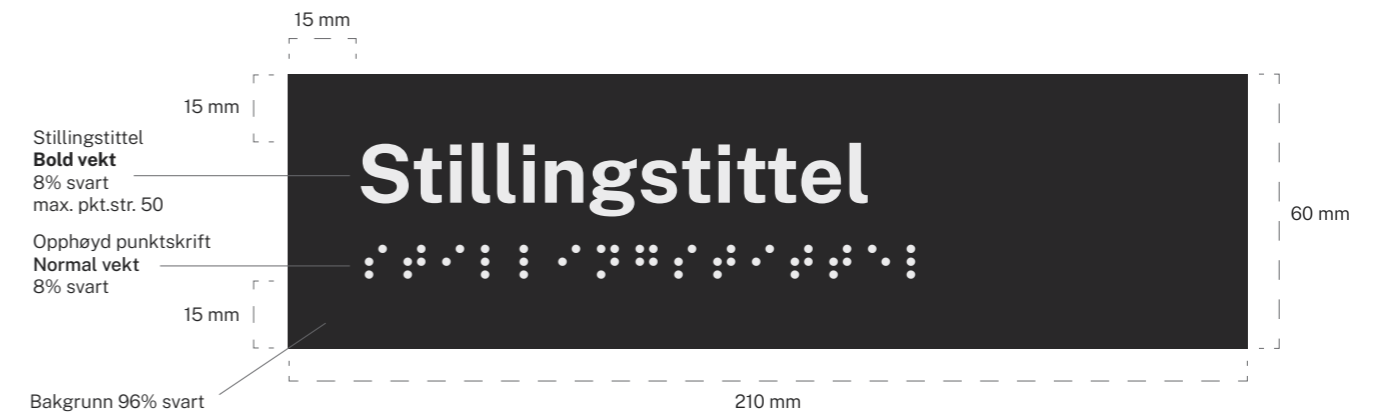 15 mm
15 mm
Stillingstittel
Bold vekt
8% svart
max. pkt.str. 50
Stillingstittel
60 mm
Opphøyd punktskrift
Normal vekt
8% svart
⠎⠞⠊⠇⠇⠊⠝⠛⠎⠞⠊⠞⠞⠑⠇
15 mm
Bakgrunn 96% svart
210 mm